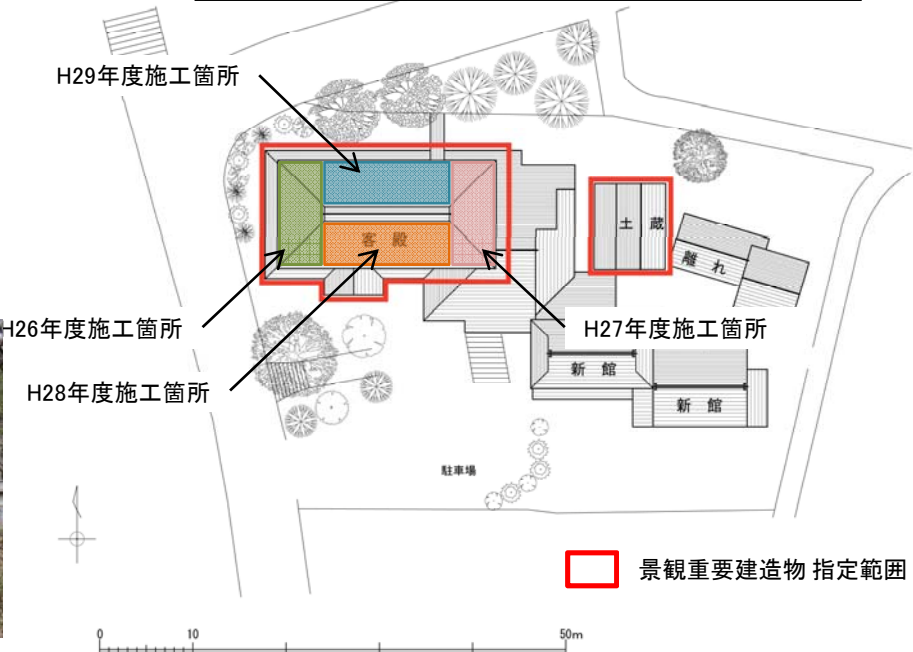 H29年度施工箇所
客 殿
土 蔵
離 れ
H26年度施工箇所
H27年度施工箇所
新 館
H28年度施工箇所
新 館
駐車場
景観重要建造物 指定範囲
0 10 50m